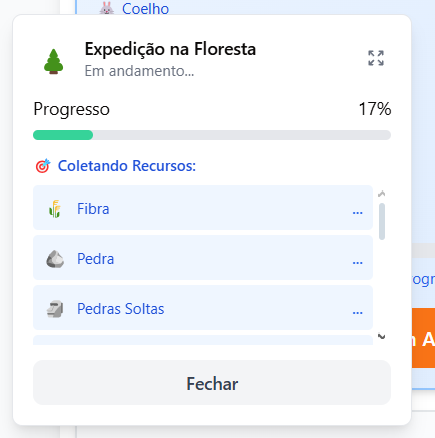 Coelho
Expedição na Floresta
Em andamento...
Progresso 17%
Coletando Recursos:
Fibra ...
Pedra ...
Pedras Soltas ...
Fechar